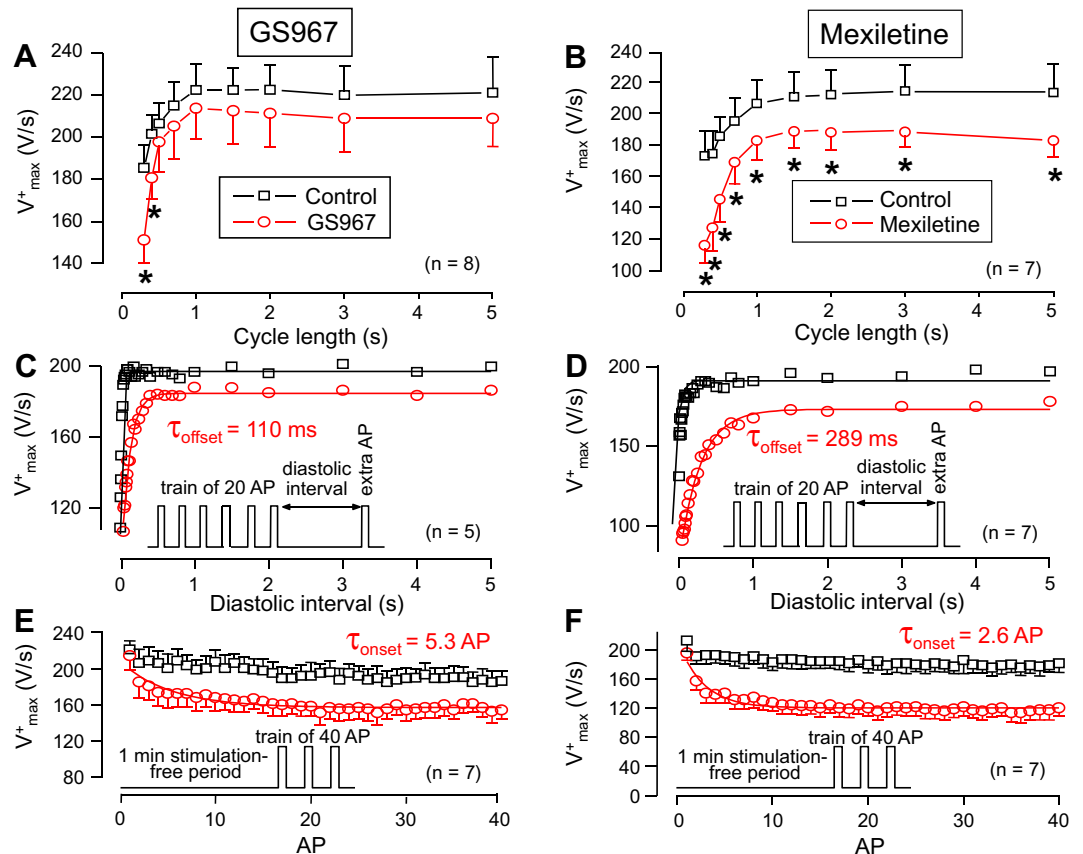 GS967
Mexiletine
A
240
220
200
180
160
140
V⁺max (V/s)
Control
GS967
*
*
(n = 8)
0 1 2 3 4 5
Cycle length (s)
B
240
220
200
180
160
140
120
100
V⁺max (V/s)
Control
Mexiletine
* * * * * * * *
(n = 7)
0 1 2 3 4 5
Cycle length (s)
C
200
160
120
V⁺max (V/s)
τoffset = 110 ms
diastolic
interval
extra AP
train of 20 AP
(n = 5)
0 1 2 3 4 5
Diastolic interval (s)
D
200
150
100
V⁺max (V/s)
τoffset = 289 ms
diastolic
interval
extra AP
train of 20 AP
(n = 7)
0 1 2 3 4 5
Diastolic interval (s)
E
240
200
160
120
80
V⁺max (V/s)
τonset = 5.3 AP
train of 40 AP
1 min stimulation-
free period
(n = 7)
0 10 20 30 40
AP
F
200
160
120
80
40
0
V⁺max (V/s)
τonset = 2.6 AP
train of 40 AP
1 min stimulation-
free period
(n = 7)
0 10 20 30 40
AP